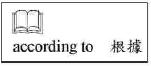 according to 根據